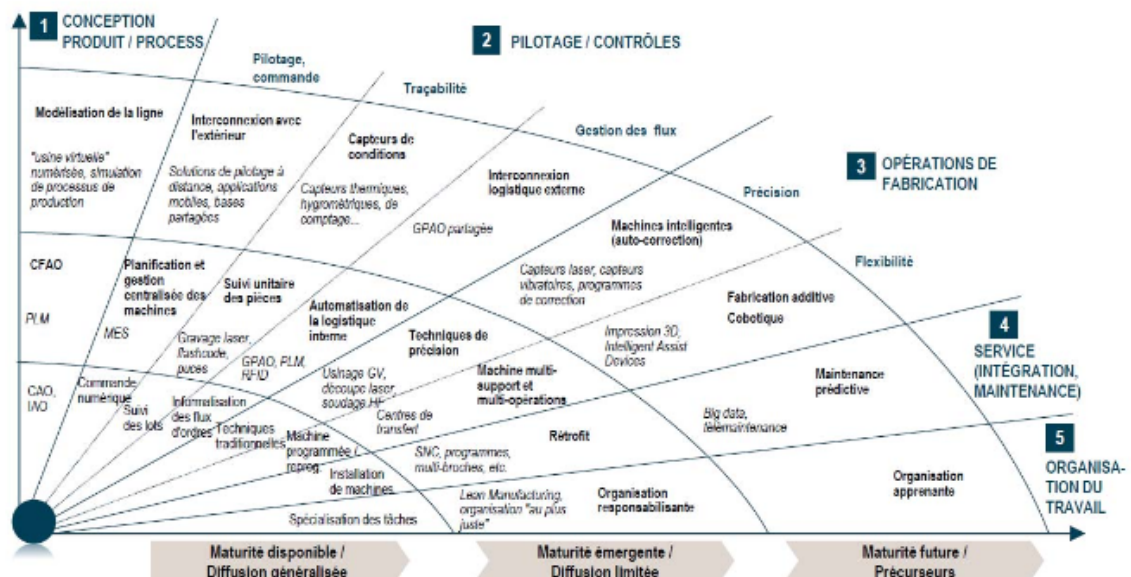 1 CONCEPTION
PRODUIT / PROCESS
2 PILOTAGE / CONTRÔLES
Pilotage,
commande
Traçabilité
Gestion des flux
3 OPÉRATIONS DE
FABRICATION
Précision
Flexibilité
Modélisation de la ligne
"usine virtuelle"
numérisée, simulation
de processus de
production
Interconnexion avec
l'extérieur
Solutions de pilotage à
distance, applications
mobiles, bases
partagées
Capteurs de
conditions
Capteurs thermiques,
hygrométriques, de
comptage...
Interconnexion
logistique externe
GPAO partagée
Machines intelligentes
(auto-correction)
Capteurs laser, capteurs
vibratoires, programmes
de correction
Fabrication additive
Cobotique
Impression 3D,
Intelligent Assist
Devices
4
SERVICE
(INTÉGRATION,
MAINTENANCE)
Maintenance
prédictive
Big data,
télémaintenance
5
ORGANISA-
TION DU
TRAVAIL
Organisation
apprenante
CFAO
PLM
Planification et
gestion
centralisée des
machines
MES
Suivi unitaire
des pièces
Gravage laser,
flashcode,
puces
Automatisation de
la logistique
interne
GPAO, PLM,
RFID
Techniques de
précision
Usinage GV,
découpe laser,
soudage HF
Machine multi-
support et
multi-opérations
Centres de
transfert
Rétrofit
SNC, programmes,
multi-broches, etc.
Organisation
responsabilisante
Lean Manufacturing,
organisation "au plus
juste"
CAO,
Commande
numérique
Suivi
des lots
Informatisation
des flux
d'ordres
Techniques
traditionnelles
Machine
programmée /
reprog.
Installation
de machines
Spécialisation des tâches
Maturité disponible /
Diffusion généralisée
Maturité émergente /
Diffusion limitée
Maturité future /
Précurseurs